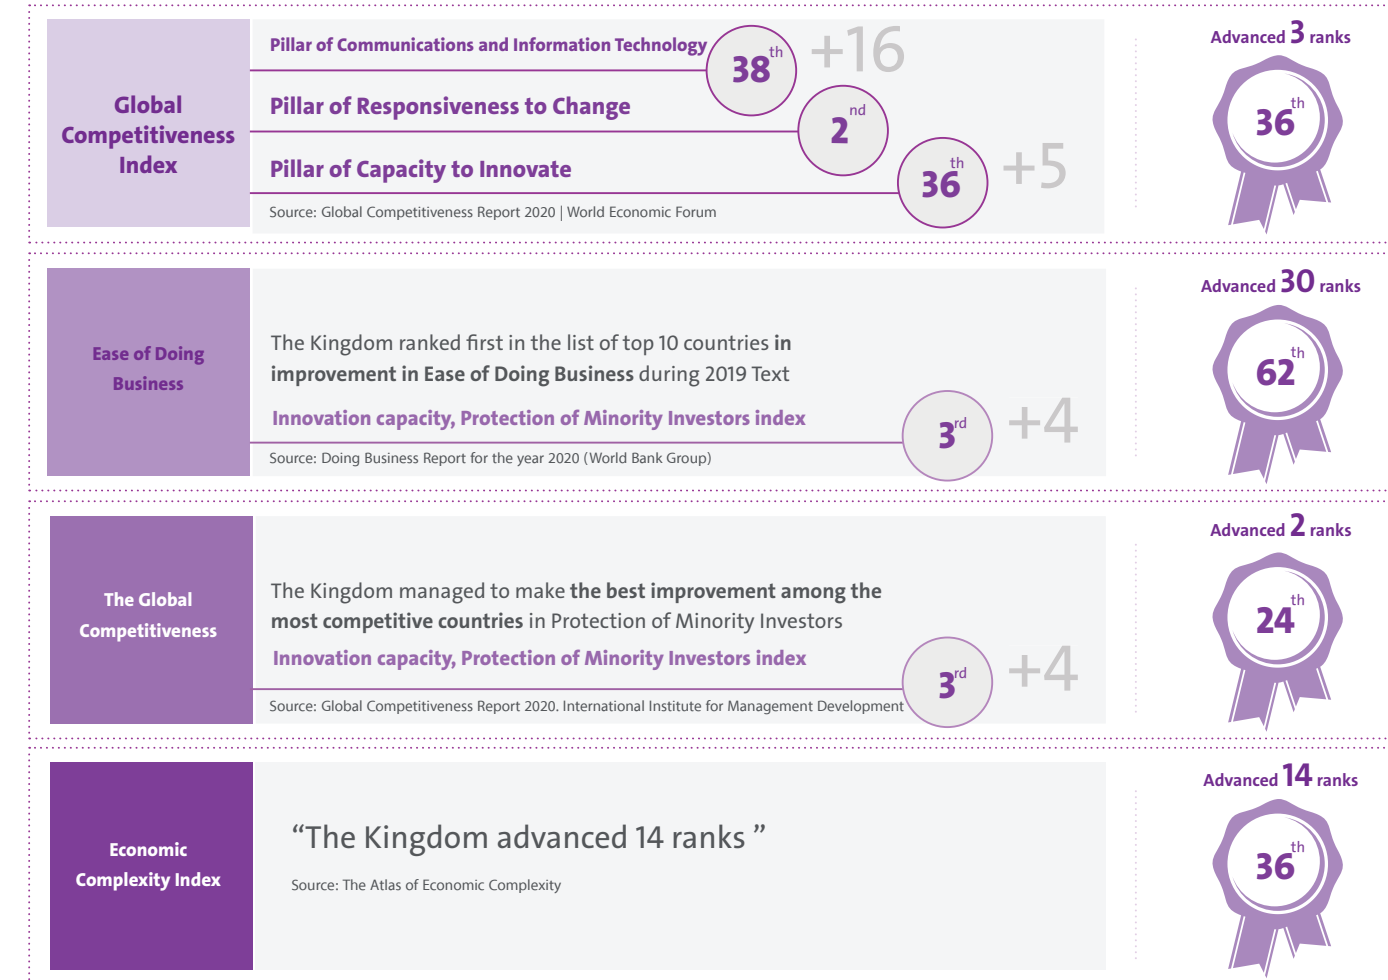 Global
Competitiveness
Index
Pillar of Communications and Information Technology
38th
+16
Pillar of Responsiveness to Change
2nd
Pillar of Capacity to Innovate
36th
+5
Source: Global Competitiveness Report 2020 | World Economic Forum
Advanced 3 ranks
36th
Ease of Doing
Business
The Kingdom ranked first in the list of top 10 countries in
improvement in Ease of Doing Business during 2019 Text
Innovation capacity, Protection of Minority Investors index
3rd
+4
Source: Doing Business Report for the year 2020 (World Bank Group)
Advanced 30 ranks
62th
The Global
Competitiveness
The Kingdom managed to make the best improvement among the
most competitive countries in Protection of Minority Investors
Innovation capacity, Protection of Minority Investors index
3rd
+4
Source: Global Competitiveness Report 2020. International Institute for Management Development
Advanced 2 ranks
24th
Economic
Complexity Index
“The Kingdom advanced 14 ranks ”
Source: The Atlas of Economic Complexity
Advanced 14 ranks
36th